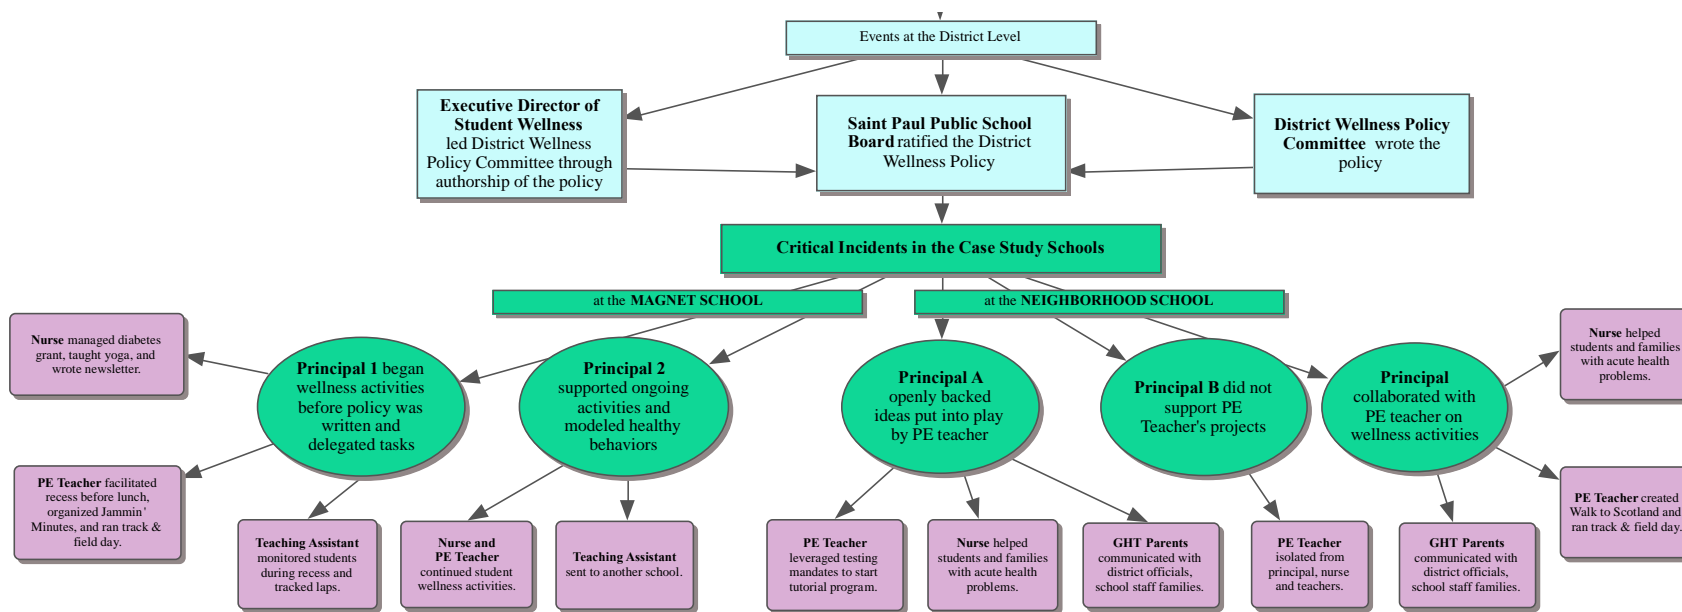 Events at the District Level
Executive Director of
Student Wellness
led District Wellness
Policy Committee through
authorship of the policy
Saint Paul Public School
Board ratified the District
Wellness Policy
District Wellness Policy
Committee wrote the
policy
Critical Incidents in the Case Study Schools
at the MAGNET SCHOOL
at the NEIGHBORHOOD SCHOOL
Nurse managed diabetes
grant, taught yoga, and
wrote newsletter.
Principal 1 began
wellness activities
before policy was
written and
delegated tasks
Principal 2
supported ongoing
activities and
modeled healthy
behaviors
Principal A
openly backed
ideas put into play
by PE teacher
Principal B did not
support PE
Teacher's projects
Principal
collaborated with
PE teacher on
wellness activities
Nurse helped
students and families
with acute health
problems.
PE Teacher facilitated
recess before lunch,
organized Jammin'
Minutes, and ran track &
field day.
Teaching Assistant
monitored students
during recess and
tracked laps.
Nurse and
PE Teacher
continued student
wellness activities.
Teaching Assistant
sent to another school.
PE Teacher
leveraged testing
mandates to start
tutorial program.
Nurse helped
students and families
with acute health
problems.
GHT Parents
communicated with
district officials,
school staff families.
PE Teacher
isolated from
principal, nurse
and teachers.
GHT Parents
communicated with
district officials,
school staff families.
PE Teacher created
Walk to Scotland and
ran track & field day.